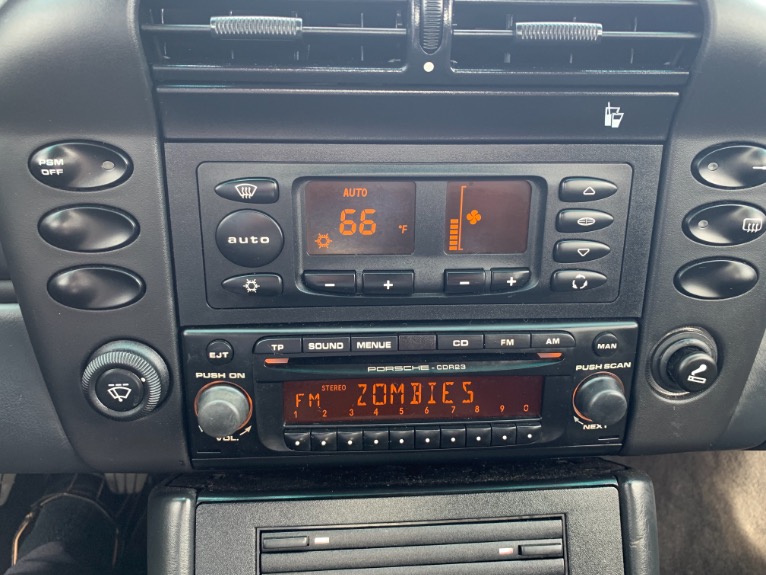 PSM
OFF
AUTO
66 °F
auto
- +
- +
EJT
TP SOUND MENUE CD FM AM
MAN
PORSCHE - CDR23
PUSH ON
PUSH SCAN
FM STEREO ZOMBIES
1 2 3 4 5 6 7 8 9 0
VOL.
NEXT